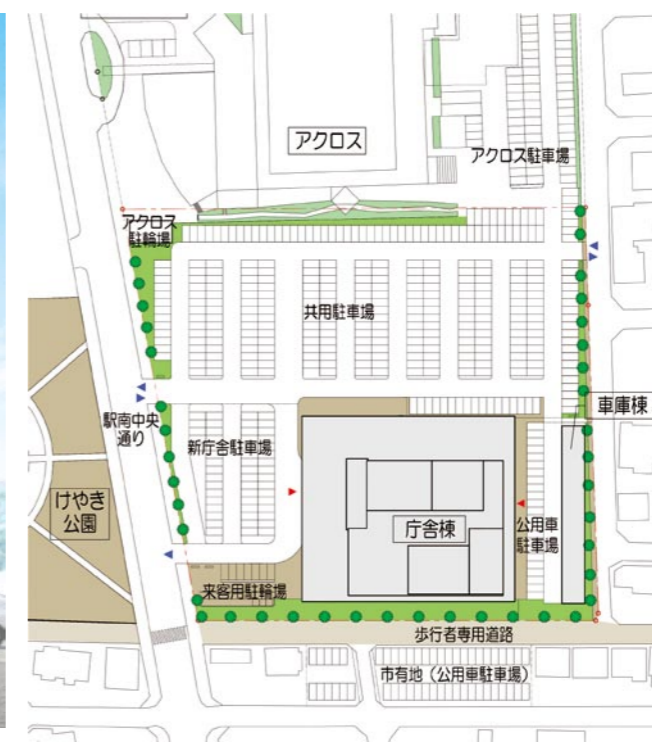 アクロス
アクロス駐車場
アクロス
駐輪場
共用駐車場
車庫棟
駅南中央
通り
新庁舎駐車場
けやき
公園
庁舎棟
公用車
駐車場
来客用駐輪場
歩行者専用道路
市有地（公用車駐車場）